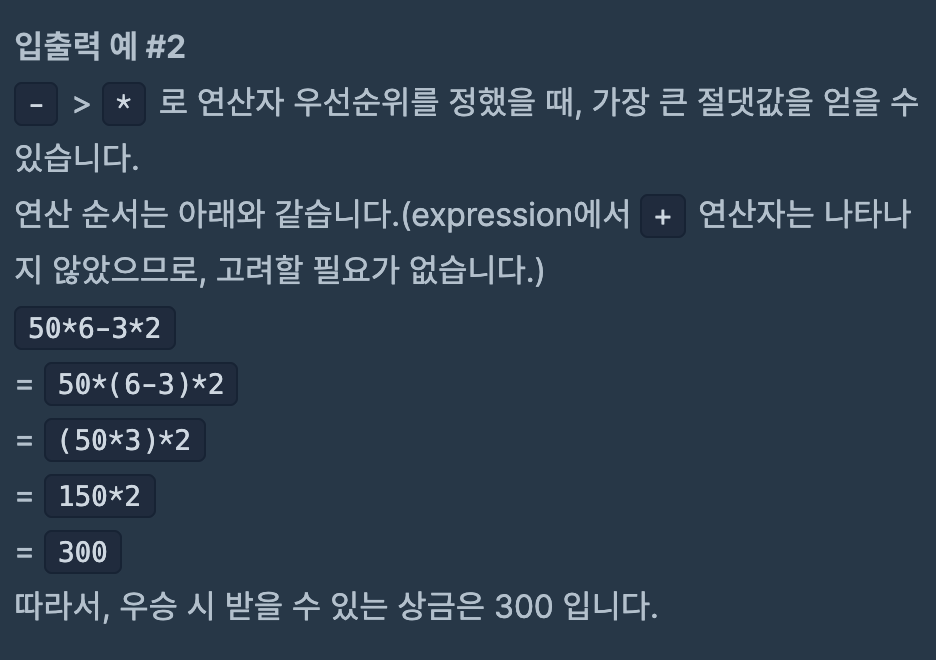 입출력 예 #2
- > * 로 연산자 우선순위를 정했을 때, 가장 큰 절댓값을 얻을 수
있습니다.
연산 순서는 아래와 같습니다.(expression에서 + 연산자는 나타나
지 않았으므로, 고려할 필요가 없습니다.)
50*6-3*2
= 50*(6-3)*2
= (50*3)*2
= 150*2
= 300
따라서, 우승 시 받을 수 있는 상금은 300 입니다.